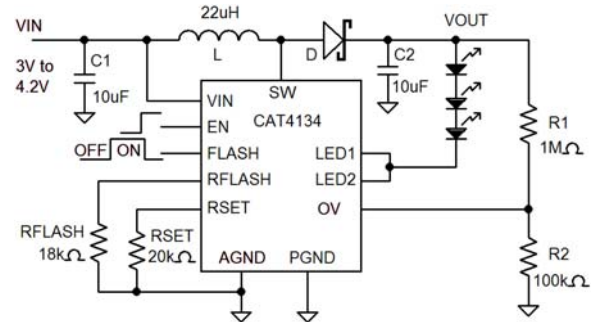 22uH
VIN
L
D
C2
VOUT
3V to
4.2V
C1
10uF
10uF
SW
VIN
CAT4134
EN
OFF ON
FLASH
LED1
RFLASH
LED2
RSET
OV
R1
1MΩ
RFLASH
18kΩ
RSET
20kΩ
AGND
PGND
R2
100kΩ